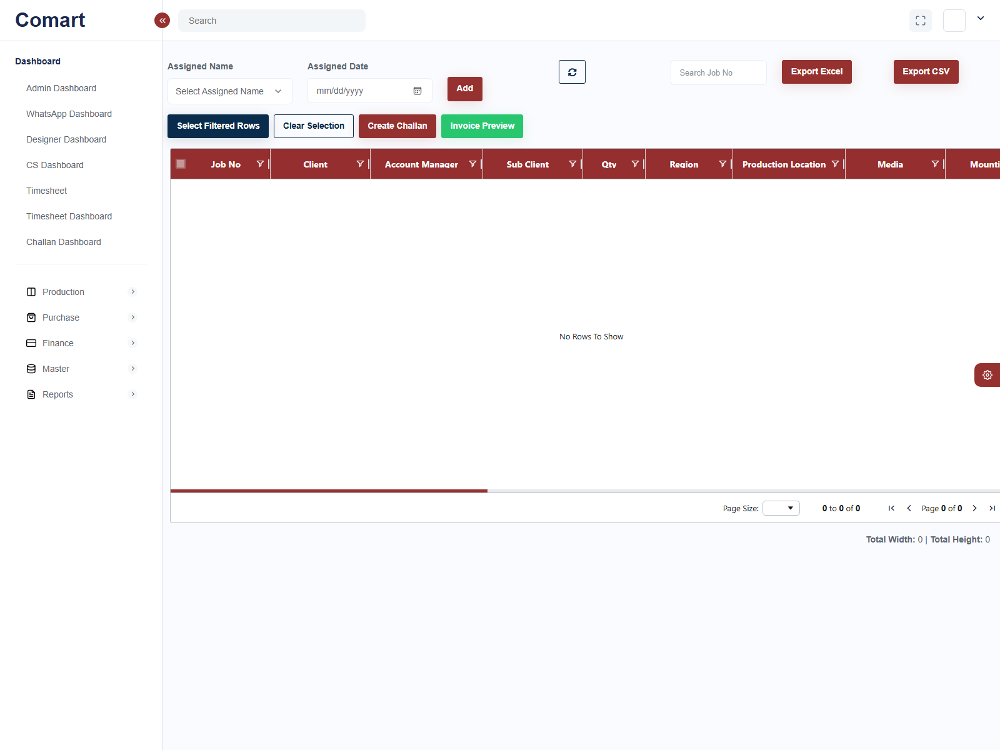 Comart
Search
Dashboard
Admin Dashboard
WhatsApp Dashboard
Designer Dashboard
CS Dashboard
Timesheet
Timesheet Dashboard
Challan Dashboard
Production
Purchase
Finance
Master
Reports
Assigned Name
Assigned Date
Select Assigned Name
mm/dd/yyyy
Add
Search Job No
Export Excel
Export CSV
Select Filtered Rows
Clear Selection
Create Challan
Invoice Preview
Job No
Client
Account Manager
Sub Client
Qty
Region
Production Location
Media
Mounti
No Rows To Show
Page Size:
0 to 0 of 0
Page 0 of 0
Total Width: 0 | Total Height: 0